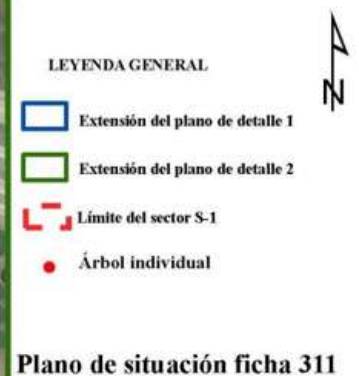 N
LEYENDA GENERAL
Extensión del plano de detalle 1
Extensión del plano de detalle 2
Límite del sector S-1
Árbol individual
Plano de situación ficha 311